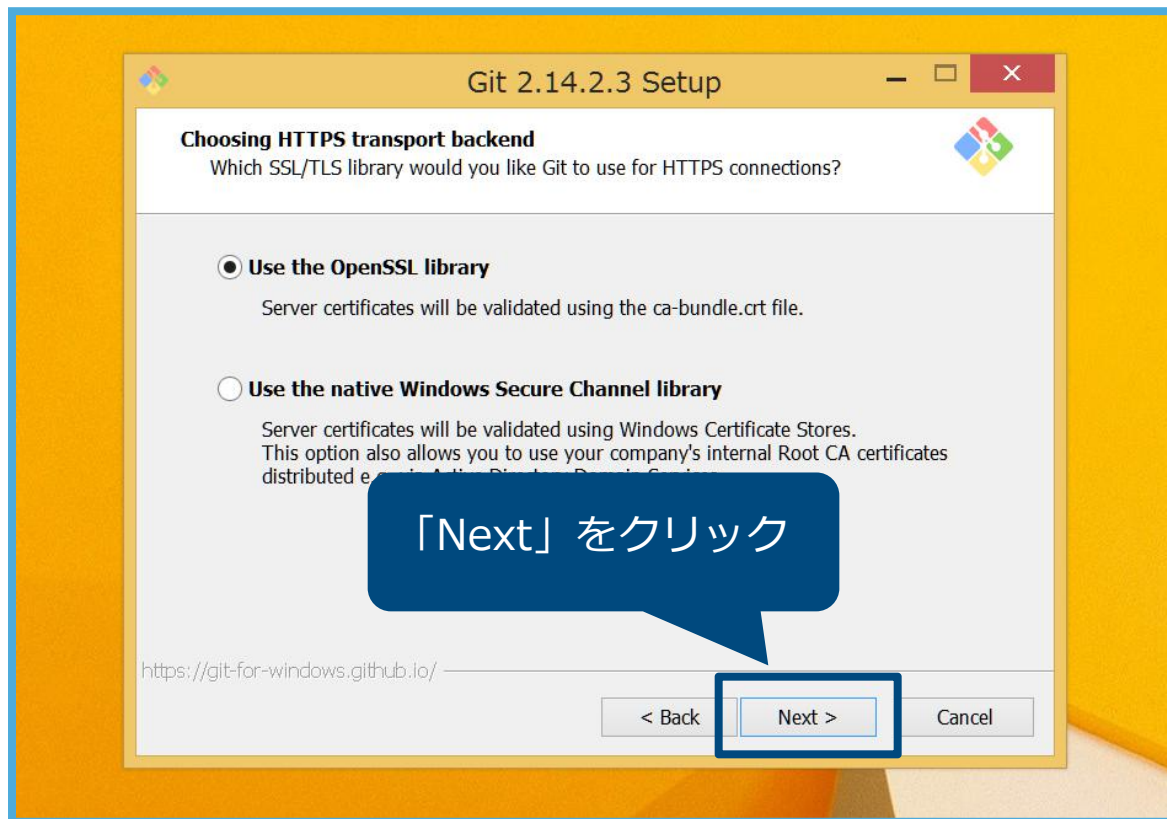 Git 2.14.2.3 Setup
Choosing HTTPS transport backend
Which SSL/TLS library would you like Git to use for HTTPS connections?
Use the OpenSSL library
Server certificates will be validated using the ca-bundle.crt file.
Use the native Windows Secure Channel library
Server certificates will be validated using Windows Certificate Stores.
This option also allows you to use your company's internal Root CA certificates
distributed
「Next」をクリック
https://git-for-windows.github.io/
< Back Next > Cancel